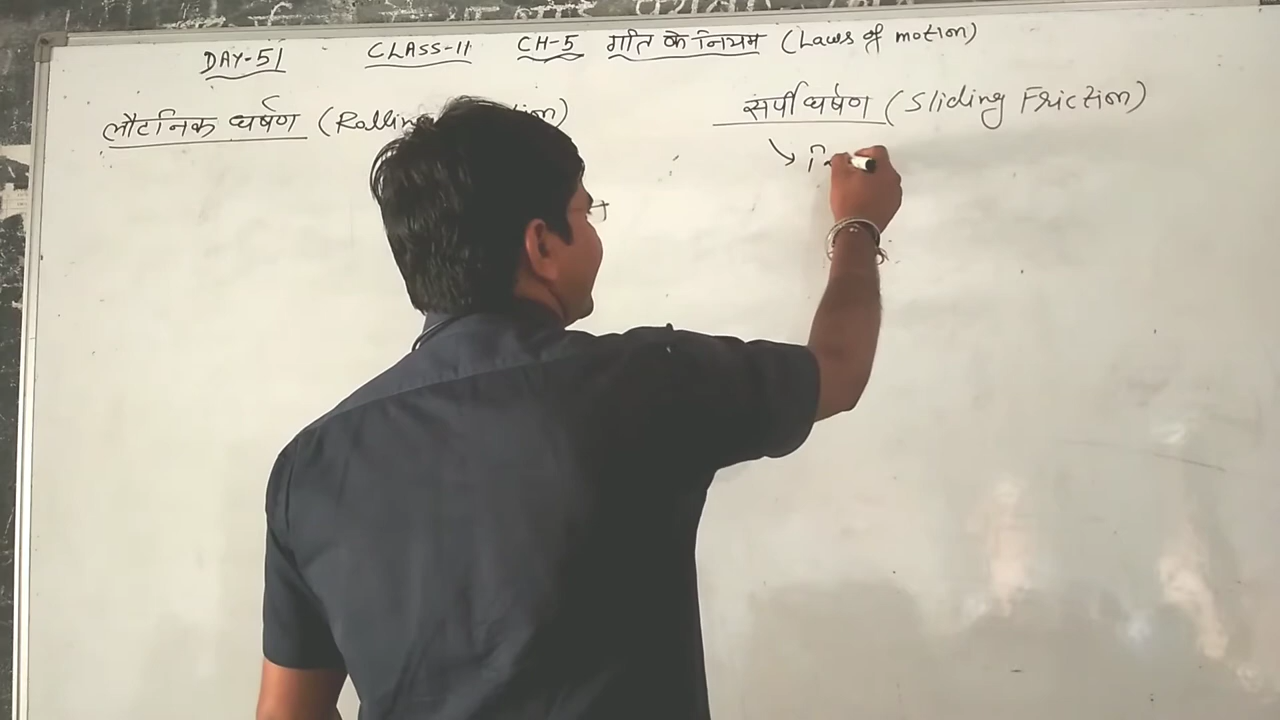 DAY-51 CLASS-11 CH-5 गति के नियम (Laws of motion)
लौटनिक घर्षण (Rolling
सर्पी घर्षण (Sliding Friction)